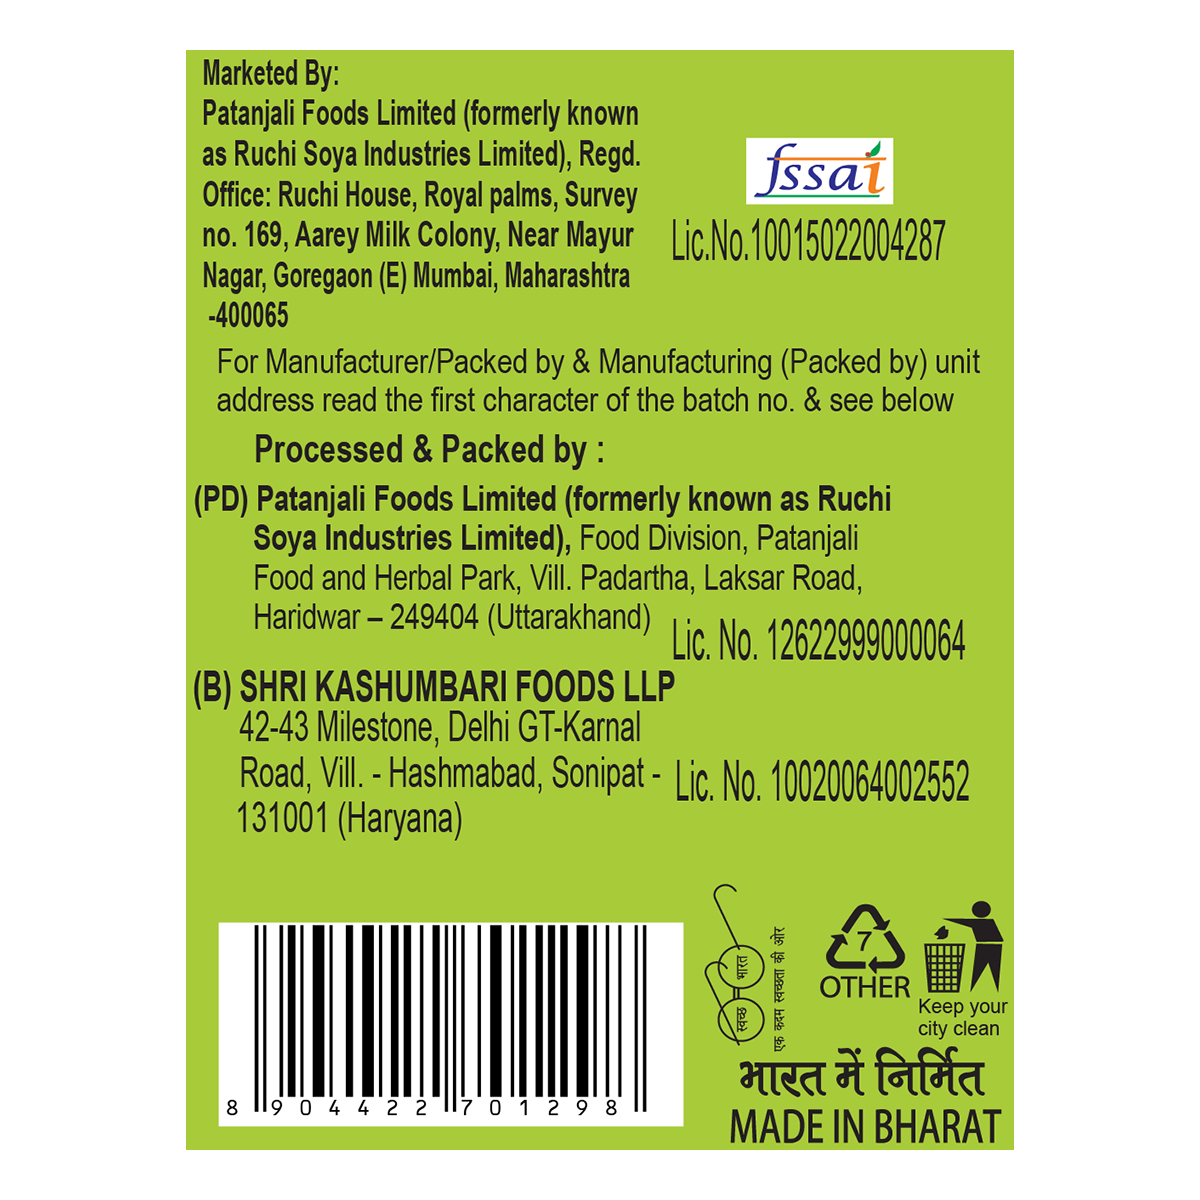 Marketed By:
Patanjali Foods Limited (formerly known
as Ruchi Soya Industries Limited), Regd.
Office: Ruchi House, Royal palms, Survey
no. 169, Aarey Milk Colony, Near Mayur
Nagar, Goregaon (E) Mumbai, Maharashtra
-400065
fssai
Lic.No.10015022004287
For Manufacturer/Packed by & Manufacturing (Packed by) unit
address read the first character of the batch no. & see below
Processed & Packed by :
(PD) Patanjali Foods Limited (formerly known as Ruchi
Soya Industries Limited), Food Division, Patanjali
Food and Herbal Park, Vill. Padartha, Laksar Road,
Haridwar – 249404 (Uttarakhand)
Lic. No. 12622999000064
(B) SHRI KASHUMBARI FOODS LLP
42-43 Milestone, Delhi GT-Karnal
Road, Vill. - Hashmabad, Sonipat -
131001 (Haryana)
Lic. No. 10020064002552
8 904422 701298
स्वच्छ भारत
एक कदम स्वच्छता की ओर
7
OTHER
Keep your
city clean
भारत में निर्मित
MADE IN BHARAT